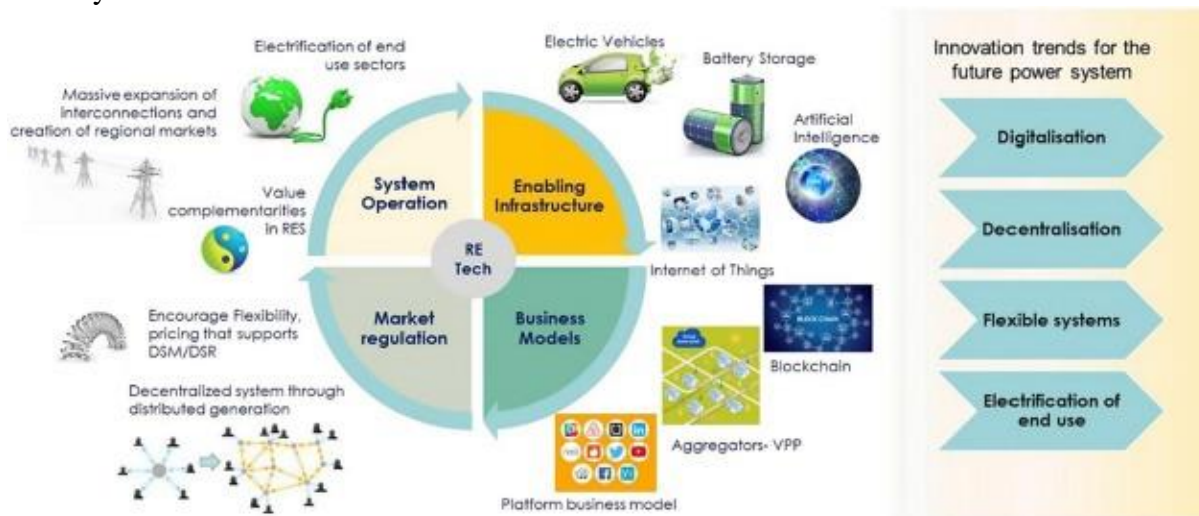 Electrification of end
use sectors
Massive expansion of
interconnections and
creation of regional markets
Value
complementarities
in RES
Encourage Flexibility,
pricing that supports
DSM/DSR
Decentralized system through
distributed generation
System
Operation
Enabling
Infrastructure
RE
Tech
Market
regulation
Business
Models
Electric Vehicles
Battery Storage
Artificial
Intelligence
Internet of Things
BLOCKCHAIN
Blockchain
Aggregators- VPP
Platform business model
Innovation trends for the
future power system
Digitalisation
Decentralisation
Flexible systems
Electrification of
end use